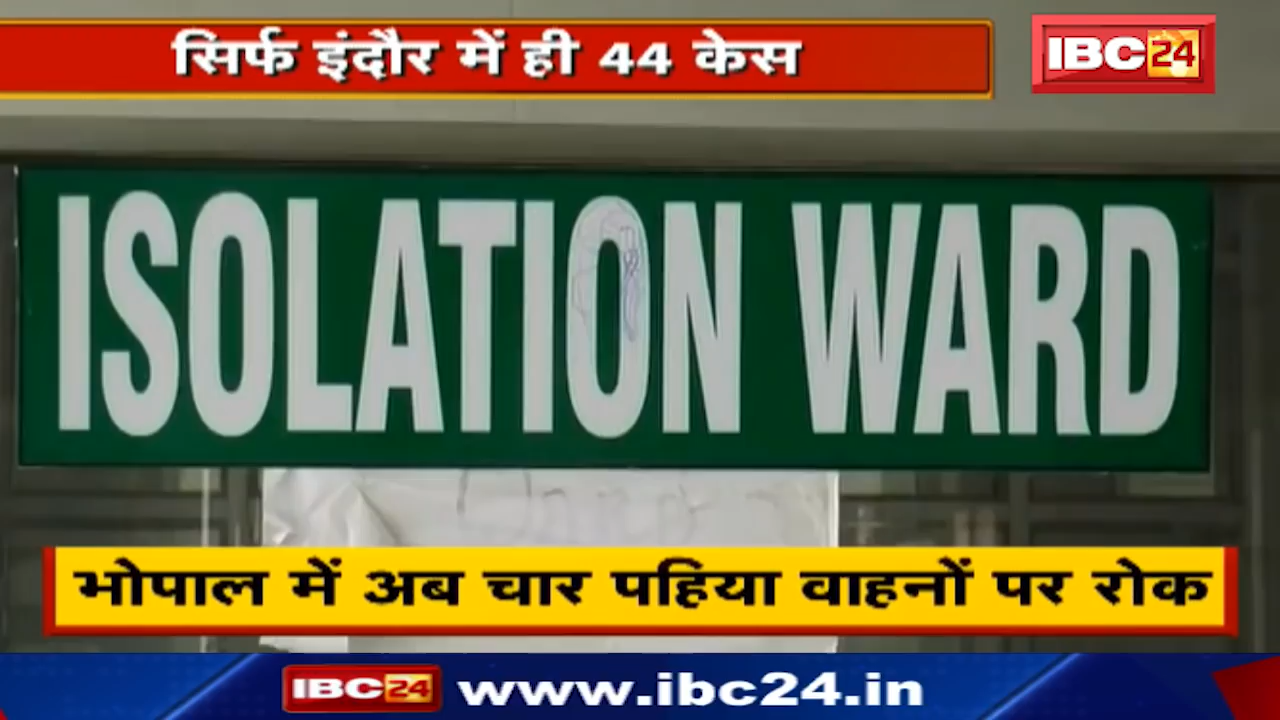 सिर्फ इंदौर में ही 44 केस
IBC24
ISOLATION WARD
भोपाल में अब चार पहिया वाहनों पर रोक
IBC24 www.ibc24.in